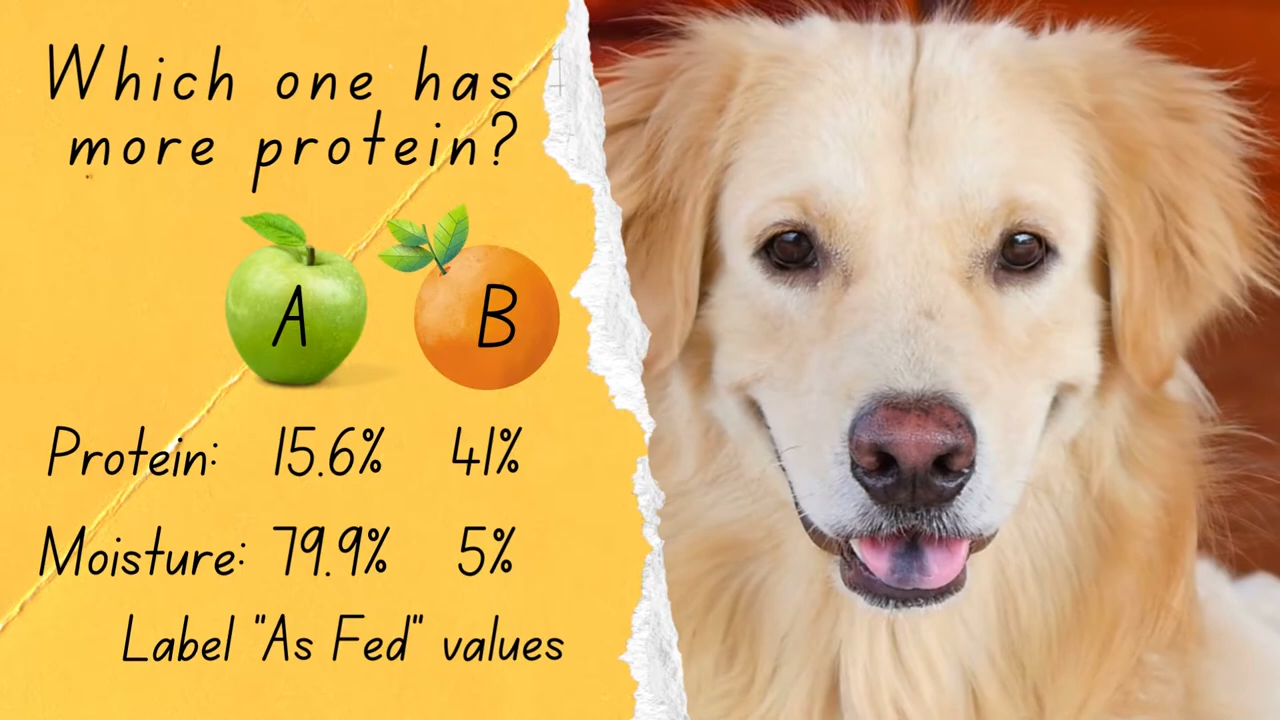 Which one has
more protein?
A B
Protein: 15.6% 41%
Moisture: 79.9% 5%
Label "As Fed" values